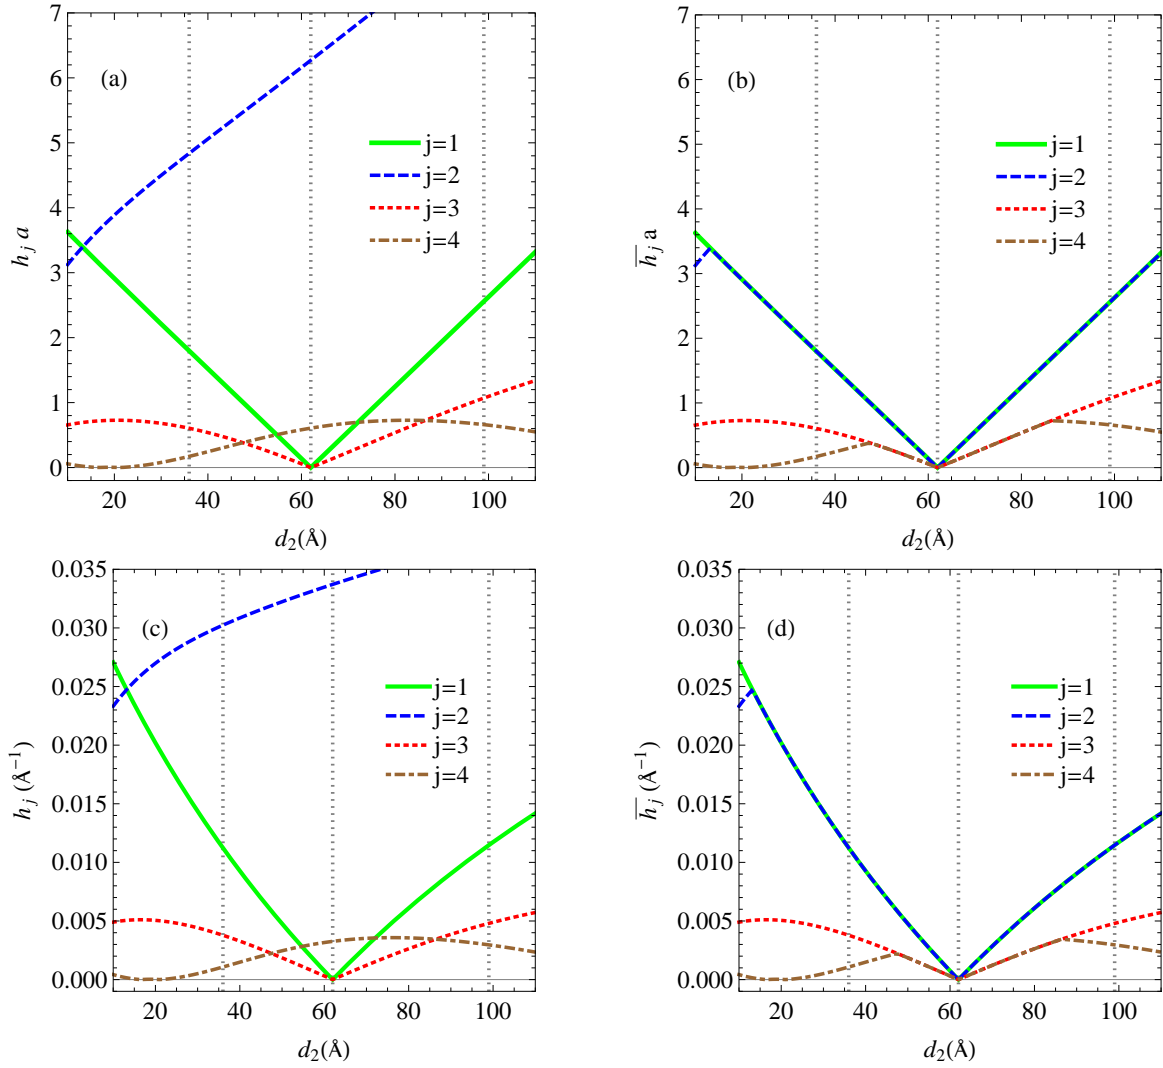 7
6
5
4
3
2
1
0
h_j a
(a)
j=1
j=2
j=3
j=4
20 40 60 80 100
d_2(Å)
7
6
5
4
3
2
1
0
\overline{h_j} a
(b)
j=1
j=2
j=3
j=4
20 40 60 80 100
d_2(Å)
0.035
0.030
0.025
0.020
0.015
0.010
0.005
0.000
h_j (Å^{-1})
(c)
j=1
j=2
j=3
j=4
20 40 60 80 100
d_2(Å)
0.035
0.030
0.025
0.020
0.015
0.010
0.005
0.000
\overline{h_j} (Å^{-1})
(d)
j=1
j=2
j=3
j=4
20 40 60 80 100
d_2(Å)